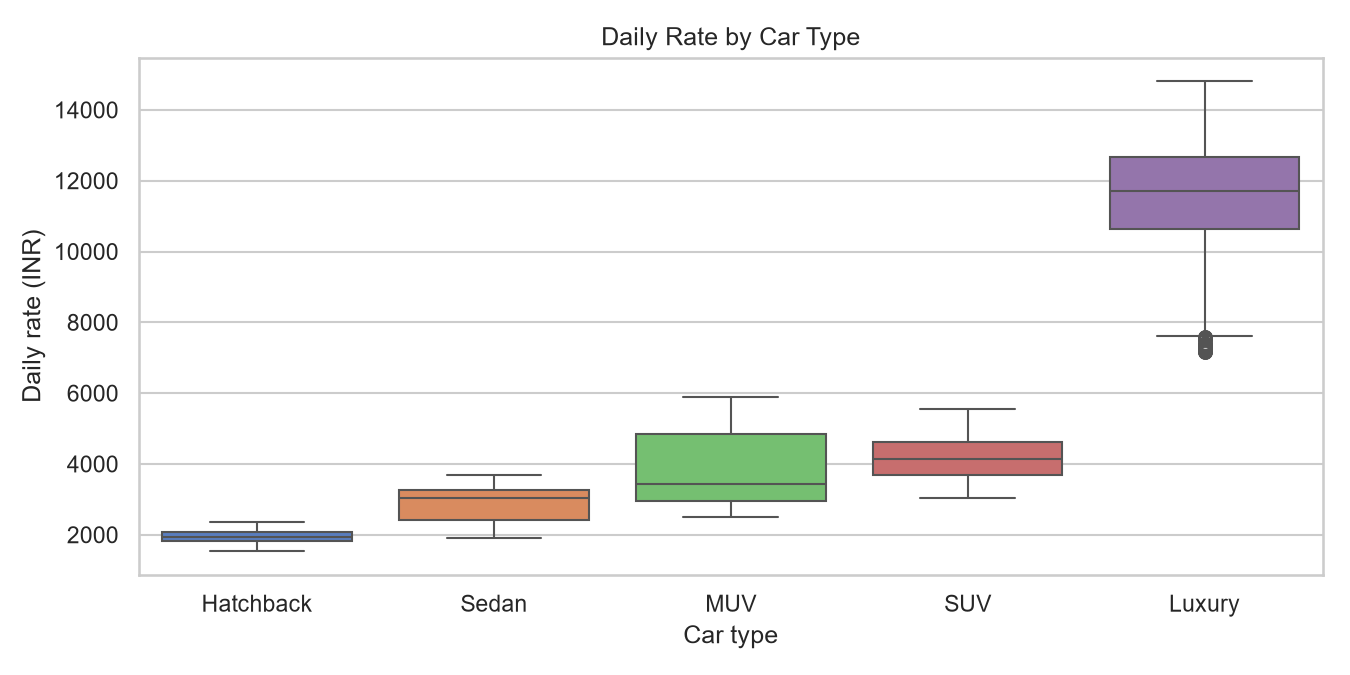 Daily Rate by Car Type
Daily rate (INR)
14000
12000
10000
8000
6000
4000
2000
Hatchback Sedan MUV SUV Luxury
Car type